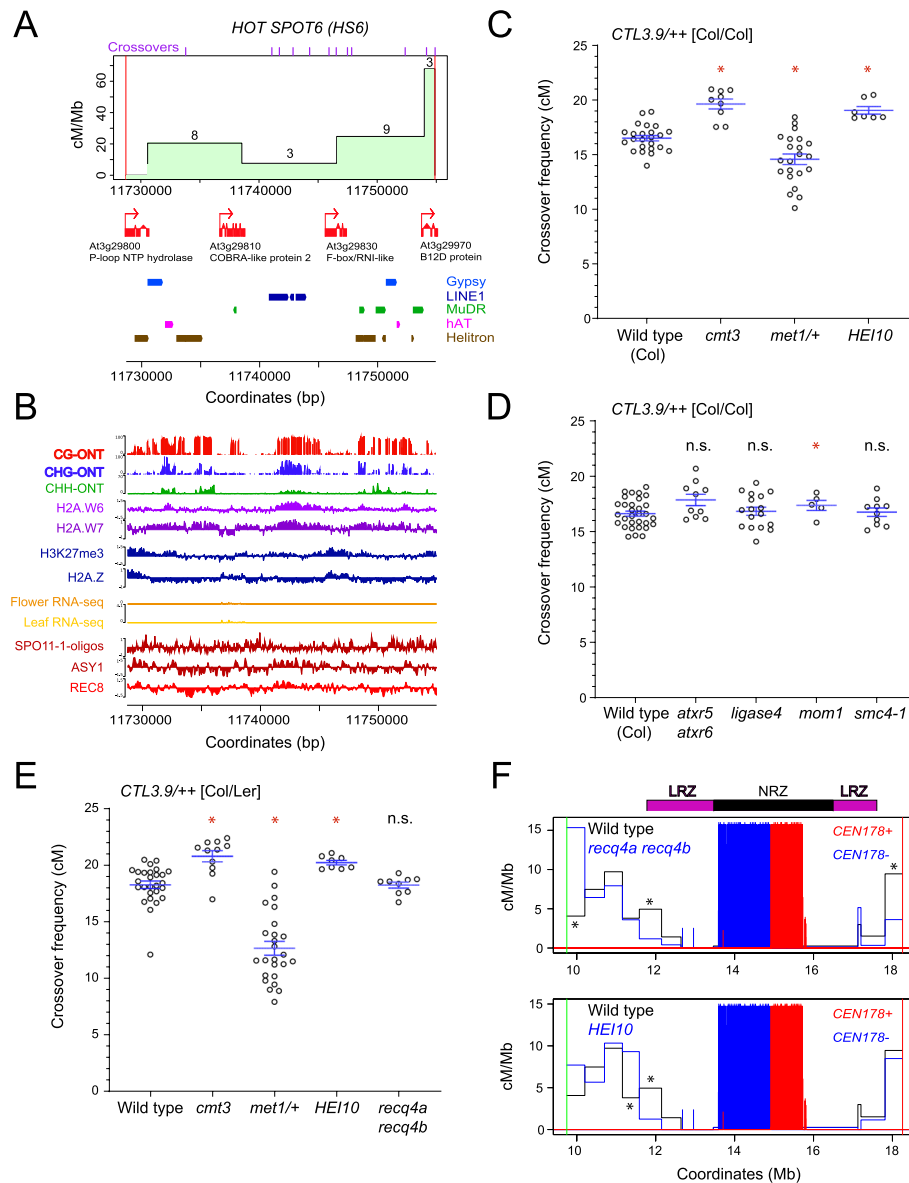 A
HOT SPOT6 (HS6)
Crossovers
cM/Mb
60
40
20
0
8
3
9
3
11730000 11740000 11750000
At3g29800 At3g29810 At3g29830 At3g29970
P-loop NTP hydrolase COBRA-like protein 2 F-box/RNI-like B12D protein
Gypsy
LINE1
MuDR
hAT
Helitron
11730000 11740000 11750000
Coordinates (bp)
B
CG-ONT
CHG-ONT
CHH-ONT
H2A.W6
H2A.W7
H3K27me3
H2A.Z
Flower RNA-seq
Leaf RNA-seq
SPO11-1-oligos
ASY1
REC8
11730000 11740000 11750000
Coordinates (bp)
C
CTL3.9/++ [Col/Col]
Crossover frequency (cM)
25
20
15
10
5
0
* * *
Wild type cmt3 met1/+ HEI10
(Col)
D
CTL3.9/++ [Col/Col]
Crossover frequency (cM)
25
20
15
10
5
0
n.s. n.s. * n.s.
Wild type atxr5 ligase4 mom1 smc4-1
(Col) atxr6
E
CTL3.9/++ [Col/Ler]
Crossover frequency (cM)
25
20
15
10
5
0
* * * n.s.
Wild type cmt3 met1/+ HEI10 recq4a
recq4b
F
LRZ NRZ LRZ
cM/Mb
15
10
5
0
Wild type
recq4a recq4b
CEN178+
CEN178-
* * *
10 12 14 16 18
cM/Mb
15
10
5
0
Wild type
HEI10
CEN178+
CEN178-
* *
10 12 14 16 18
Coordinates (Mb)